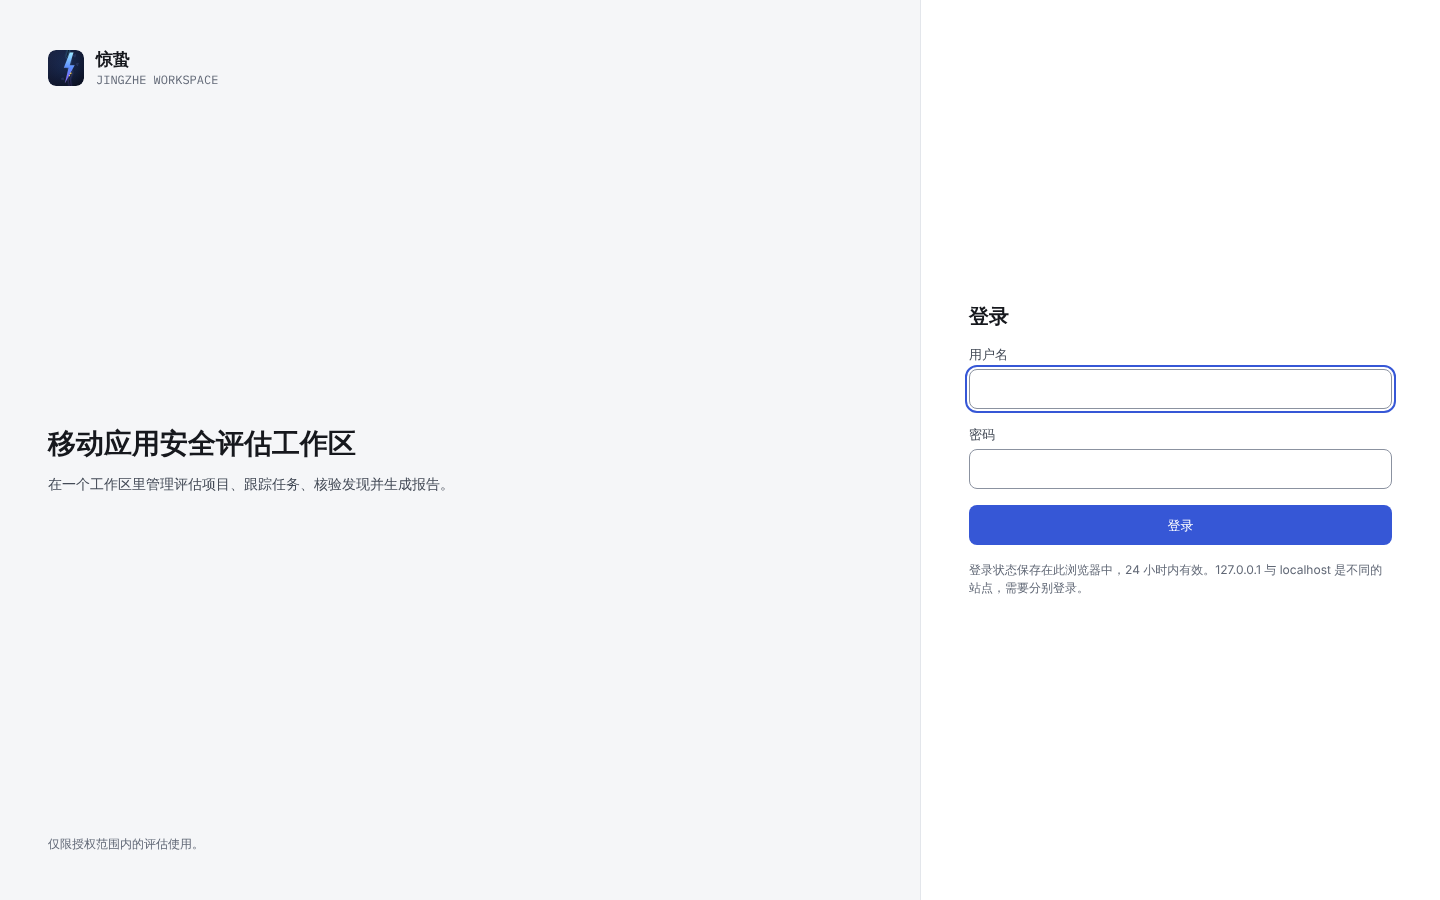 惊蛰
JINGZHE WORKSPACE
移动应用安全评估工作区
在一个工作区里管理评估项目、跟踪任务、核验发现并生成报告。
仅限授权范围内的评估使用。
登录
用户名
密码
登录
登录状态保存在此浏览器中，24 小时内有效。127.0.0.1 与 localhost 是不同的
站点，需要分别登录。